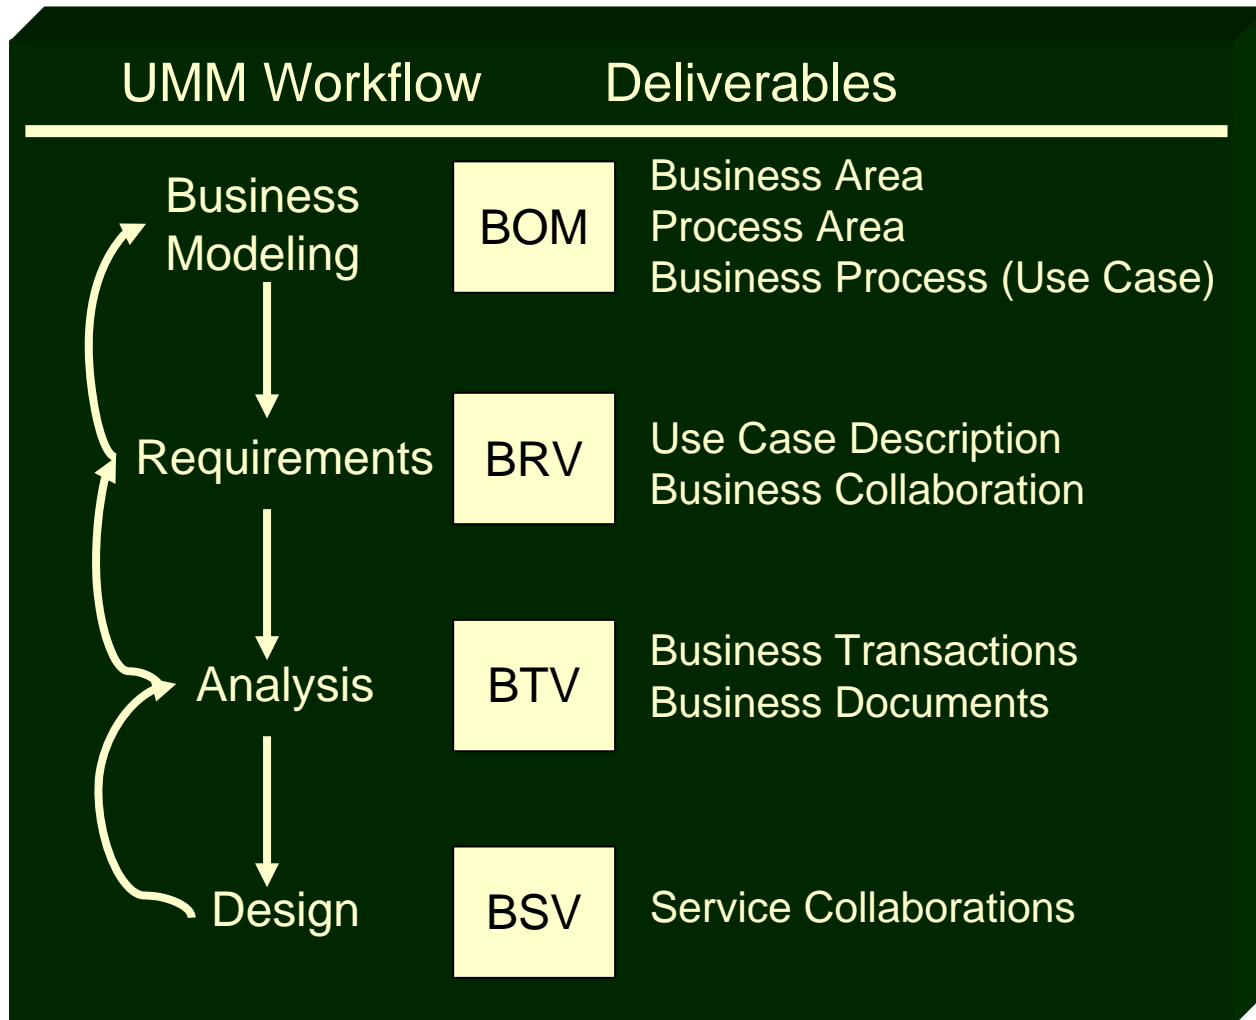 UMM Workflow Deliverables
Business
Modeling
BOM
Business Area
Process Area
Business Process (Use Case)
Requirements
BRV
Use Case Description
Business Collaboration
Analysis
BTV
Business Transactions
Business Documents
Design
BSV
Service Collaborations